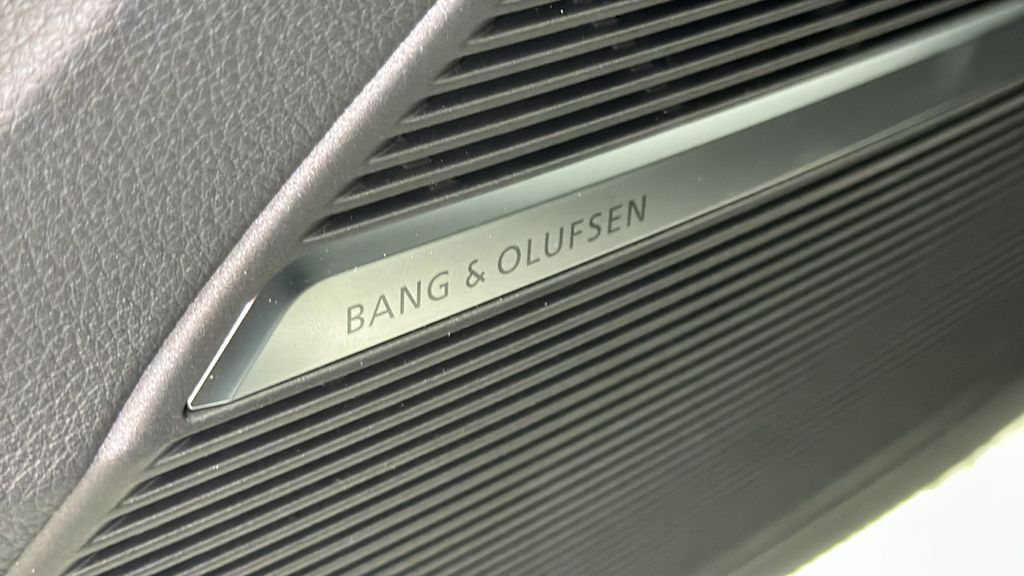 BANG & OLUFSEN